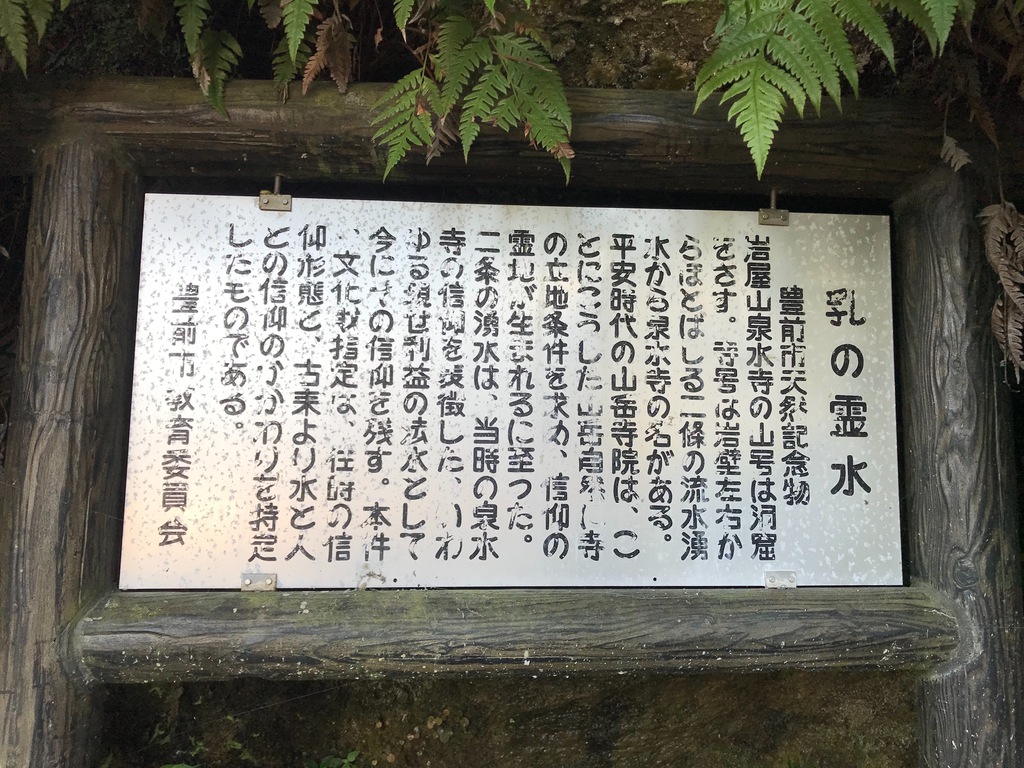 乳の霊水
豊前市天然記念物
岩屋山泉水寺の山号は洞窟
をさす。寺号は岩壁左右か
らほとばしる二條の流水湧
水から泉水寺の名がある。
平安時代の山岳寺院は、こ
とにこうした山岳自然に寺
の立地条件を求め、信仰の
霊地が生まれるに至った。
二条の湧水は、当時の泉水
寺の信仰を象徴した、いわ
ゆる現せ利益の法水として
今にその信仰を残す。本件
、文化財指定は、往時の信
仰形態と、古来より水と人
との信仰のかかわりを特定
したものである。
豊前市教育委員会